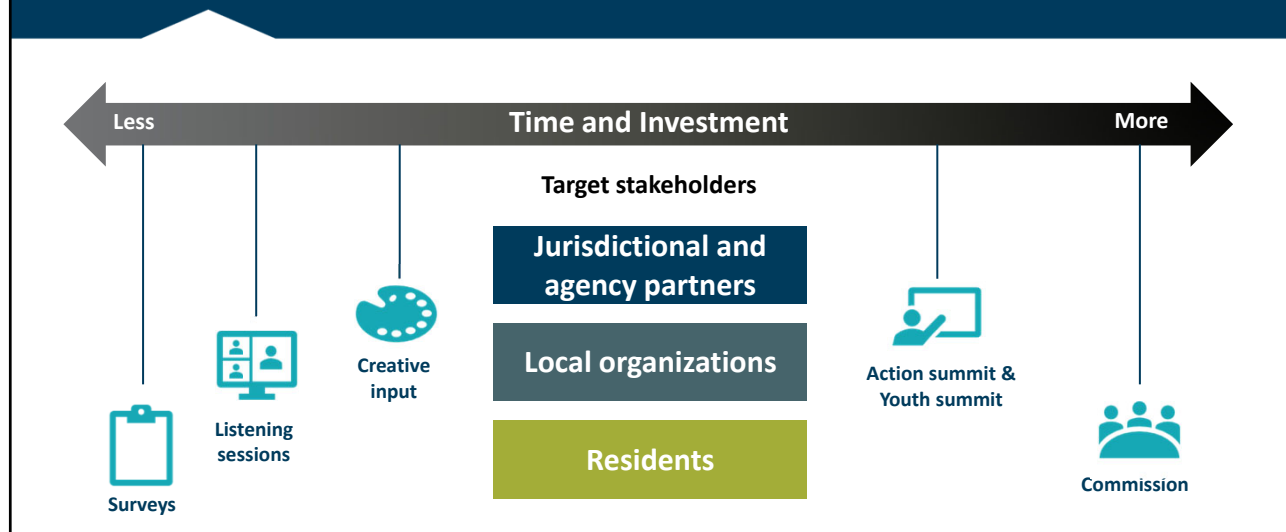 Less
Time and Investment
More
Target stakeholders
Jurisdictional and
agency partners
Local organizations
Residents
Surveys
Listening
sessions
Creative
input
Action summit &
Youth summit
Commission